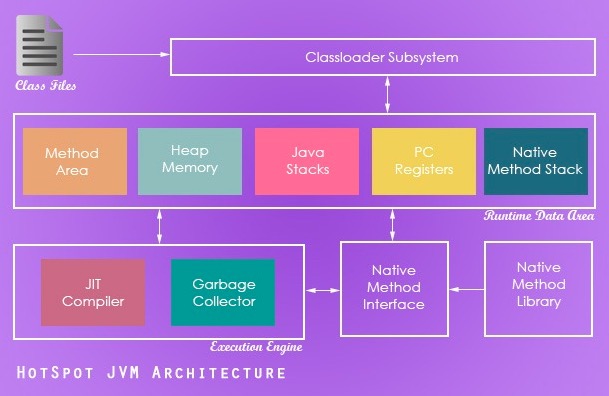 Classloader Subsystem
Class Files
Method
Area
Heap
Memory
Java
Stacks
PC
Registers
Native
Method Stack
Runtime Data Area
JIT
Compiler
Garbage
Collector
Native
Method
Interface
Native
Method
Library
Execution Engine
HotSpot JVM Architecture